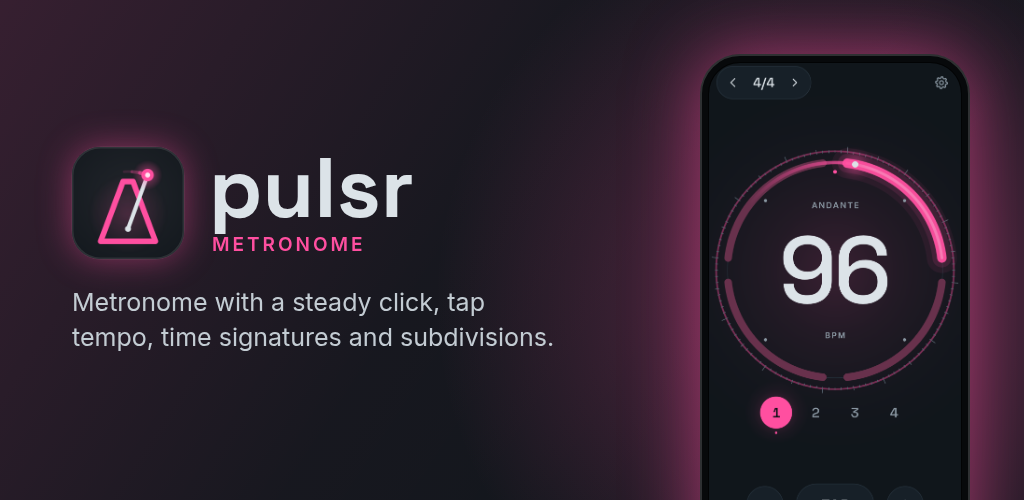 pulsr
METRONOME
Metronome with a steady click, tap
tempo, time signatures and subdivisions.
4/4
ANDANTE
96
BPM
1 2 3 4